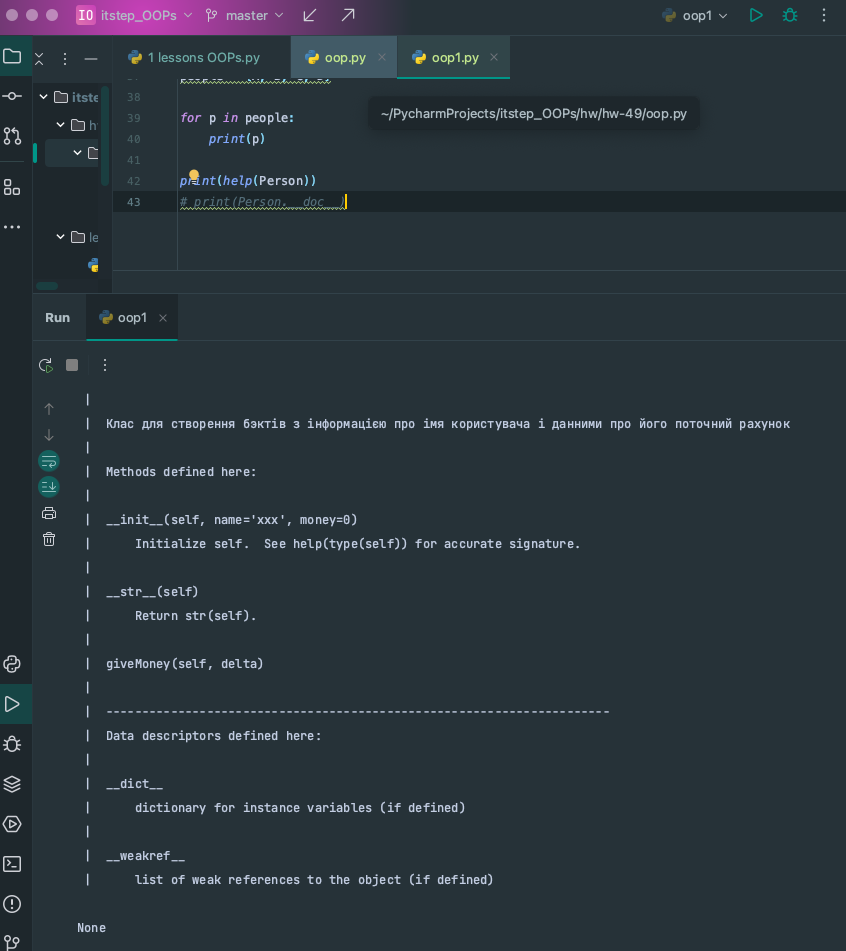 IO itstep_OOPs master oop1
1 lessons OOPs.py oop.py oop1.py
itste
38
39 for p in people:
~/PycharmProjects/itstep_OOPs/hw/hw-49/oop.py
h
40 print(p)
41
42 print(help(Person))
43 # print(Person.__doc__)
le
Run oop1
|
| Клас для створення бэктів з інформацією про імя користувача і данними про його поточний рахунок
|
| Methods defined here:
|
| __init__(self, name='xxx', money=0)
| Initialize self. See help(type(self)) for accurate signature.
|
| __str__(self)
| Return str(self).
|
| giveMoney(self, delta)
|
| ----------------------------------------------------------------------
| Data descriptors defined here:
|
| __dict__
| dictionary for instance variables (if defined)
|
| __weakref__
| list of weak references to the object (if defined)
None